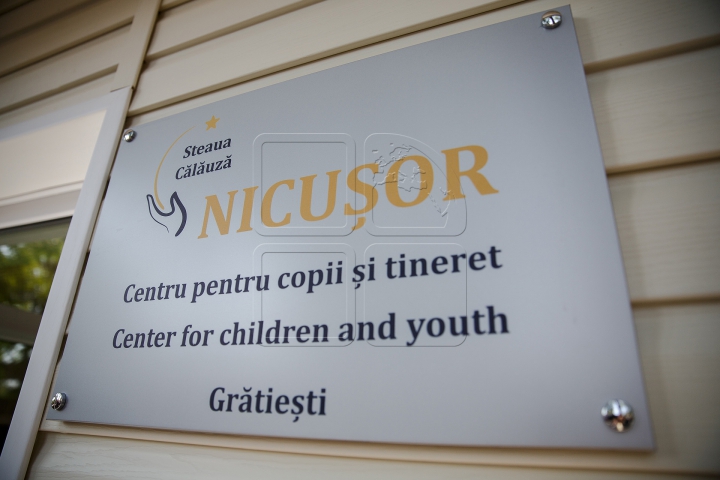 Steaua
Călăuză
NICUȘOR
Centru pentru copii și tineret
Center for children and youth
Grătiești